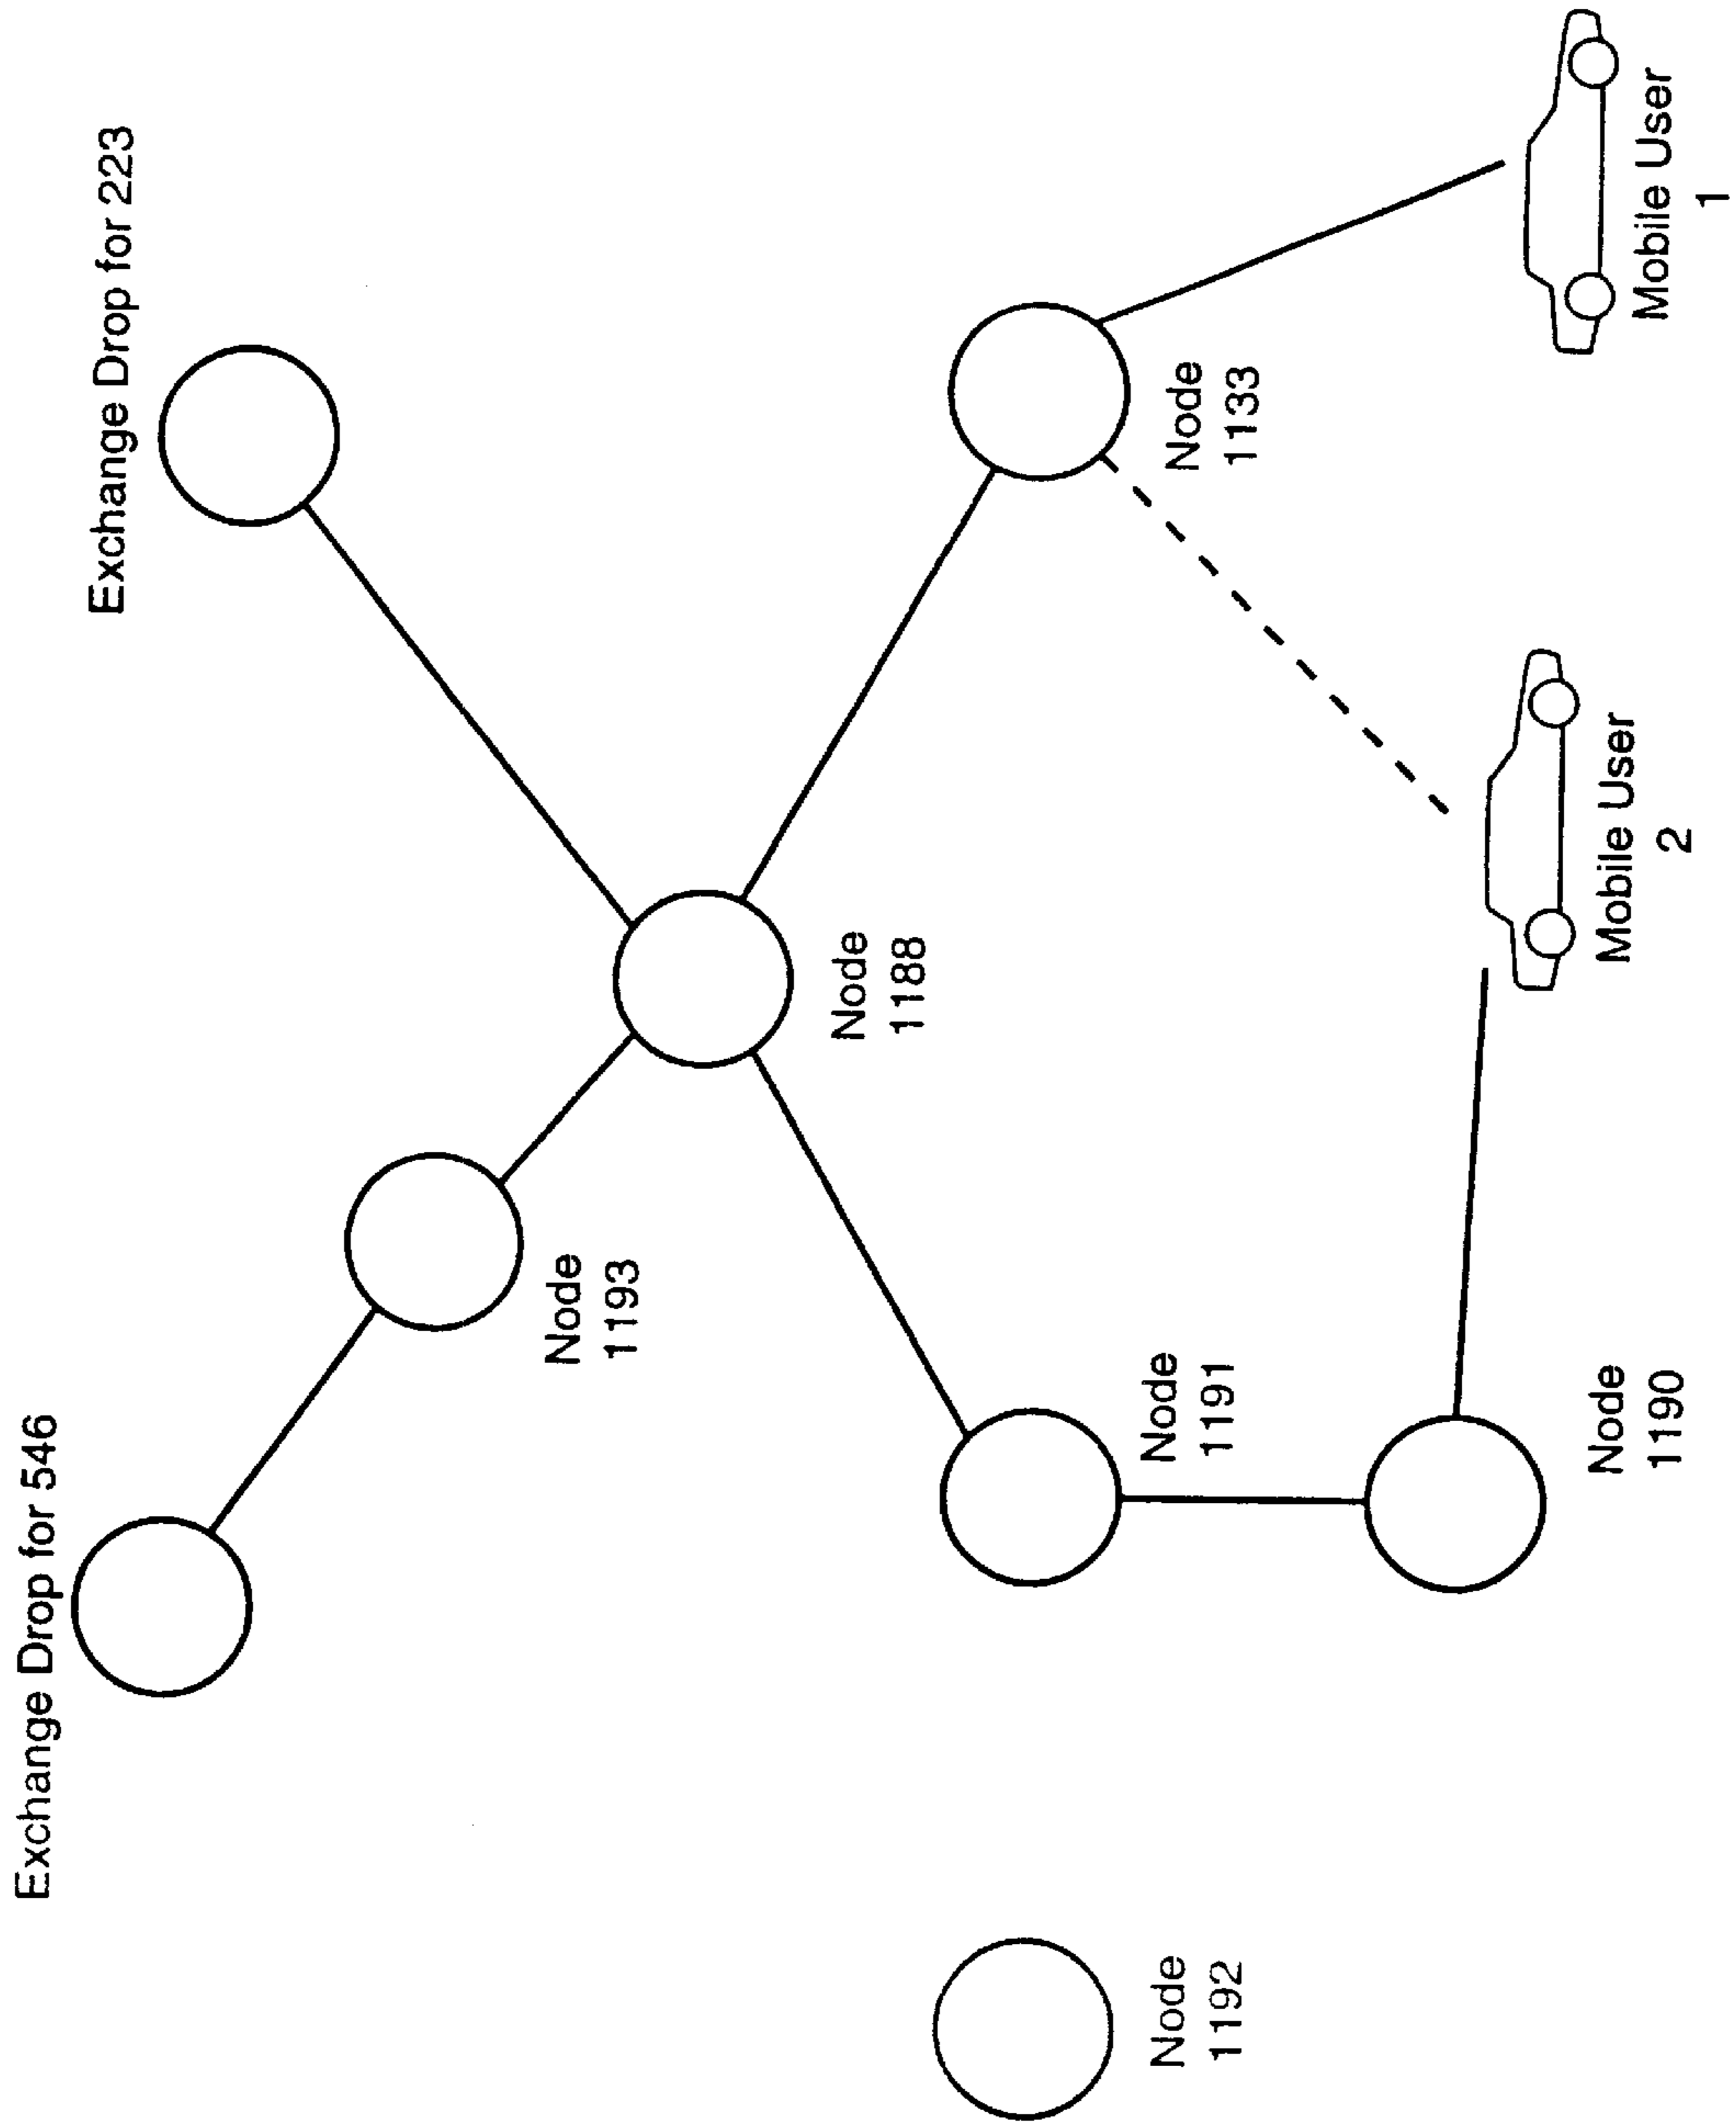 Exchange Drop for 546
Exchange Drop for 223
Node
1193
Node
1188
Node
1192
Node
1191
Node
1133
Node
1190
Mobile User
2
Mobile User
1